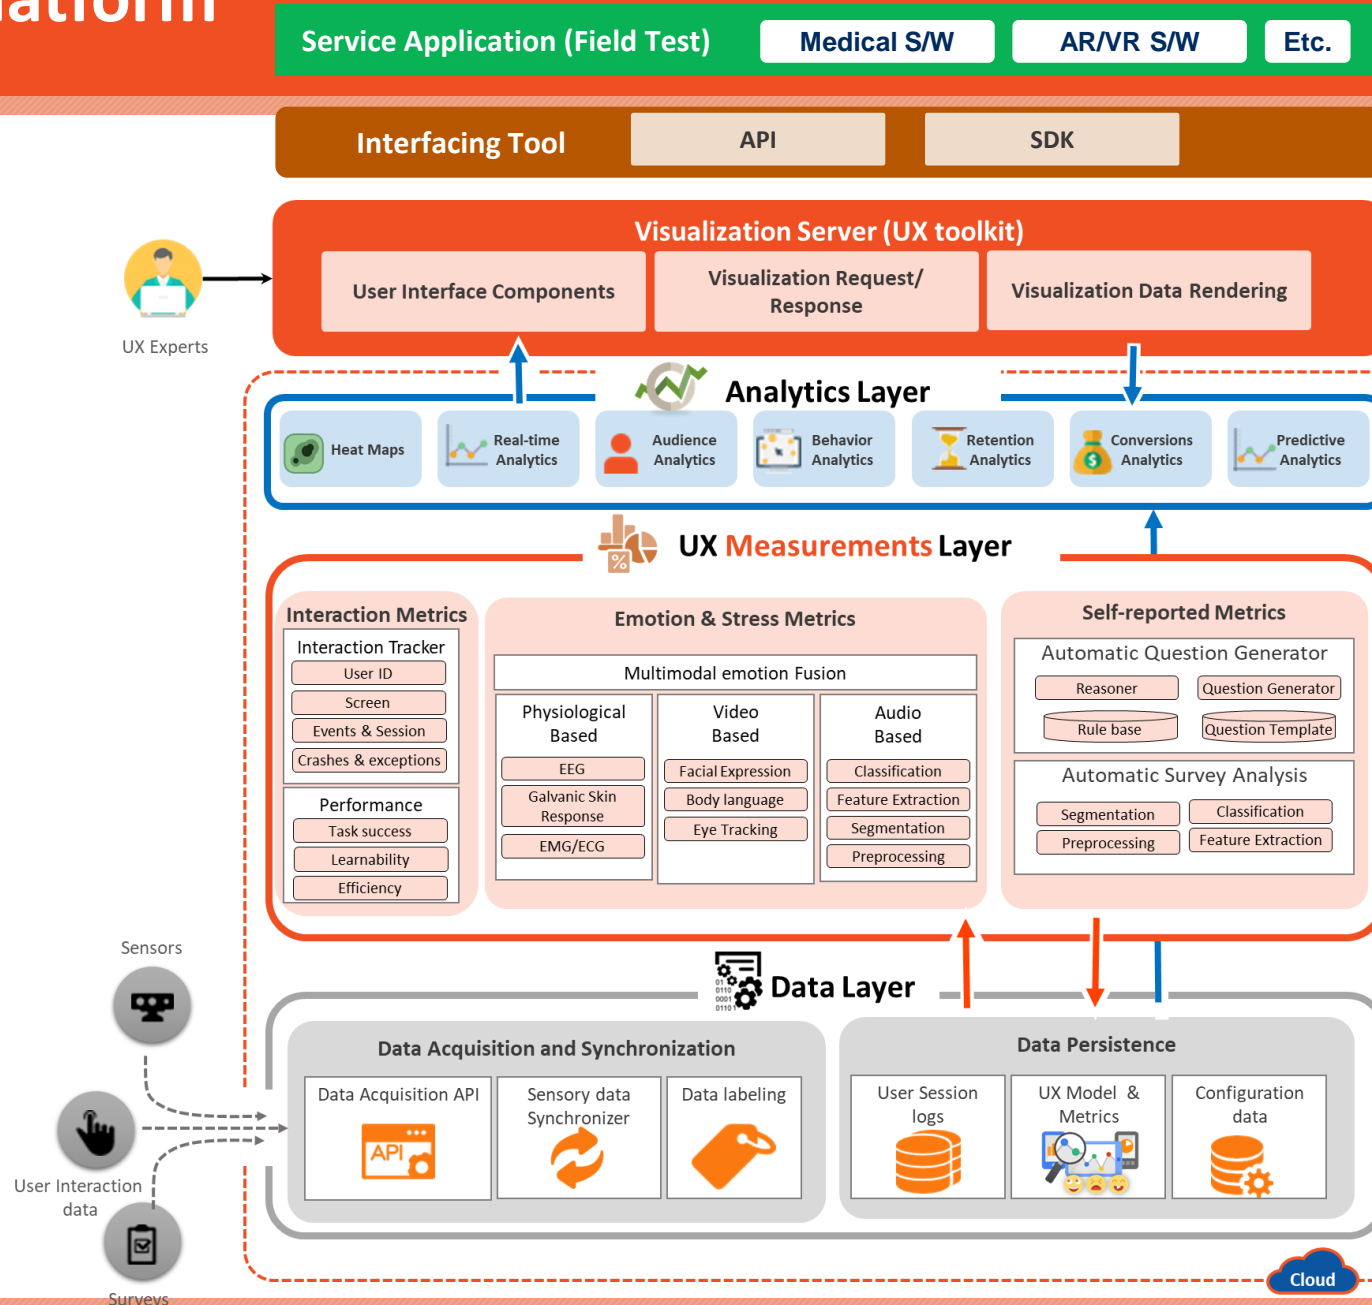 Service Application (Field Test)
Medical S/W
AR/VR S/W
Etc.
Interfacing Tool
API
SDK
Visualization Server (UX toolkit)
User Interface Components
Visualization Request/
Response
Visualization Data Rendering
UX Experts
Analytics Layer
Heat Maps
Real-time
Analytics
Audience
Analytics
Behavior
Analytics
Retention
Analytics
Conversions
Analytics
Predictive
Analytics
UX Measurements Layer
Interaction Metrics
Interaction Tracker
User ID
Screen
Events & Session
Crashes & exceptions
Performance
Task success
Learnability
Efficiency
Emotion & Stress Metrics
Multimodal emotion Fusion
Physiological
Based
EEG
Galvanic Skin
Response
EMG/ECG
Video
Based
Facial Expression
Body language
Eye Tracking
Audio
Based
Classification
Feature Extraction
Segmentation
Preprocessing
Self-reported Metrics
Automatic Question Generator
Reasoner
Question Generator
Rule base
Question Template
Automatic Survey Analysis
Segmentation
Classification
Preprocessing
Feature Extraction
Sensors
User Interaction
data
Surveys
Data Layer
Data Acquisition and Synchronization
Data Acquisition API
API
Sensory data
Synchronizer
Data labeling
Data Persistence
User Session
logs
UX Model &
Metrics
Configuration
data
Cloud